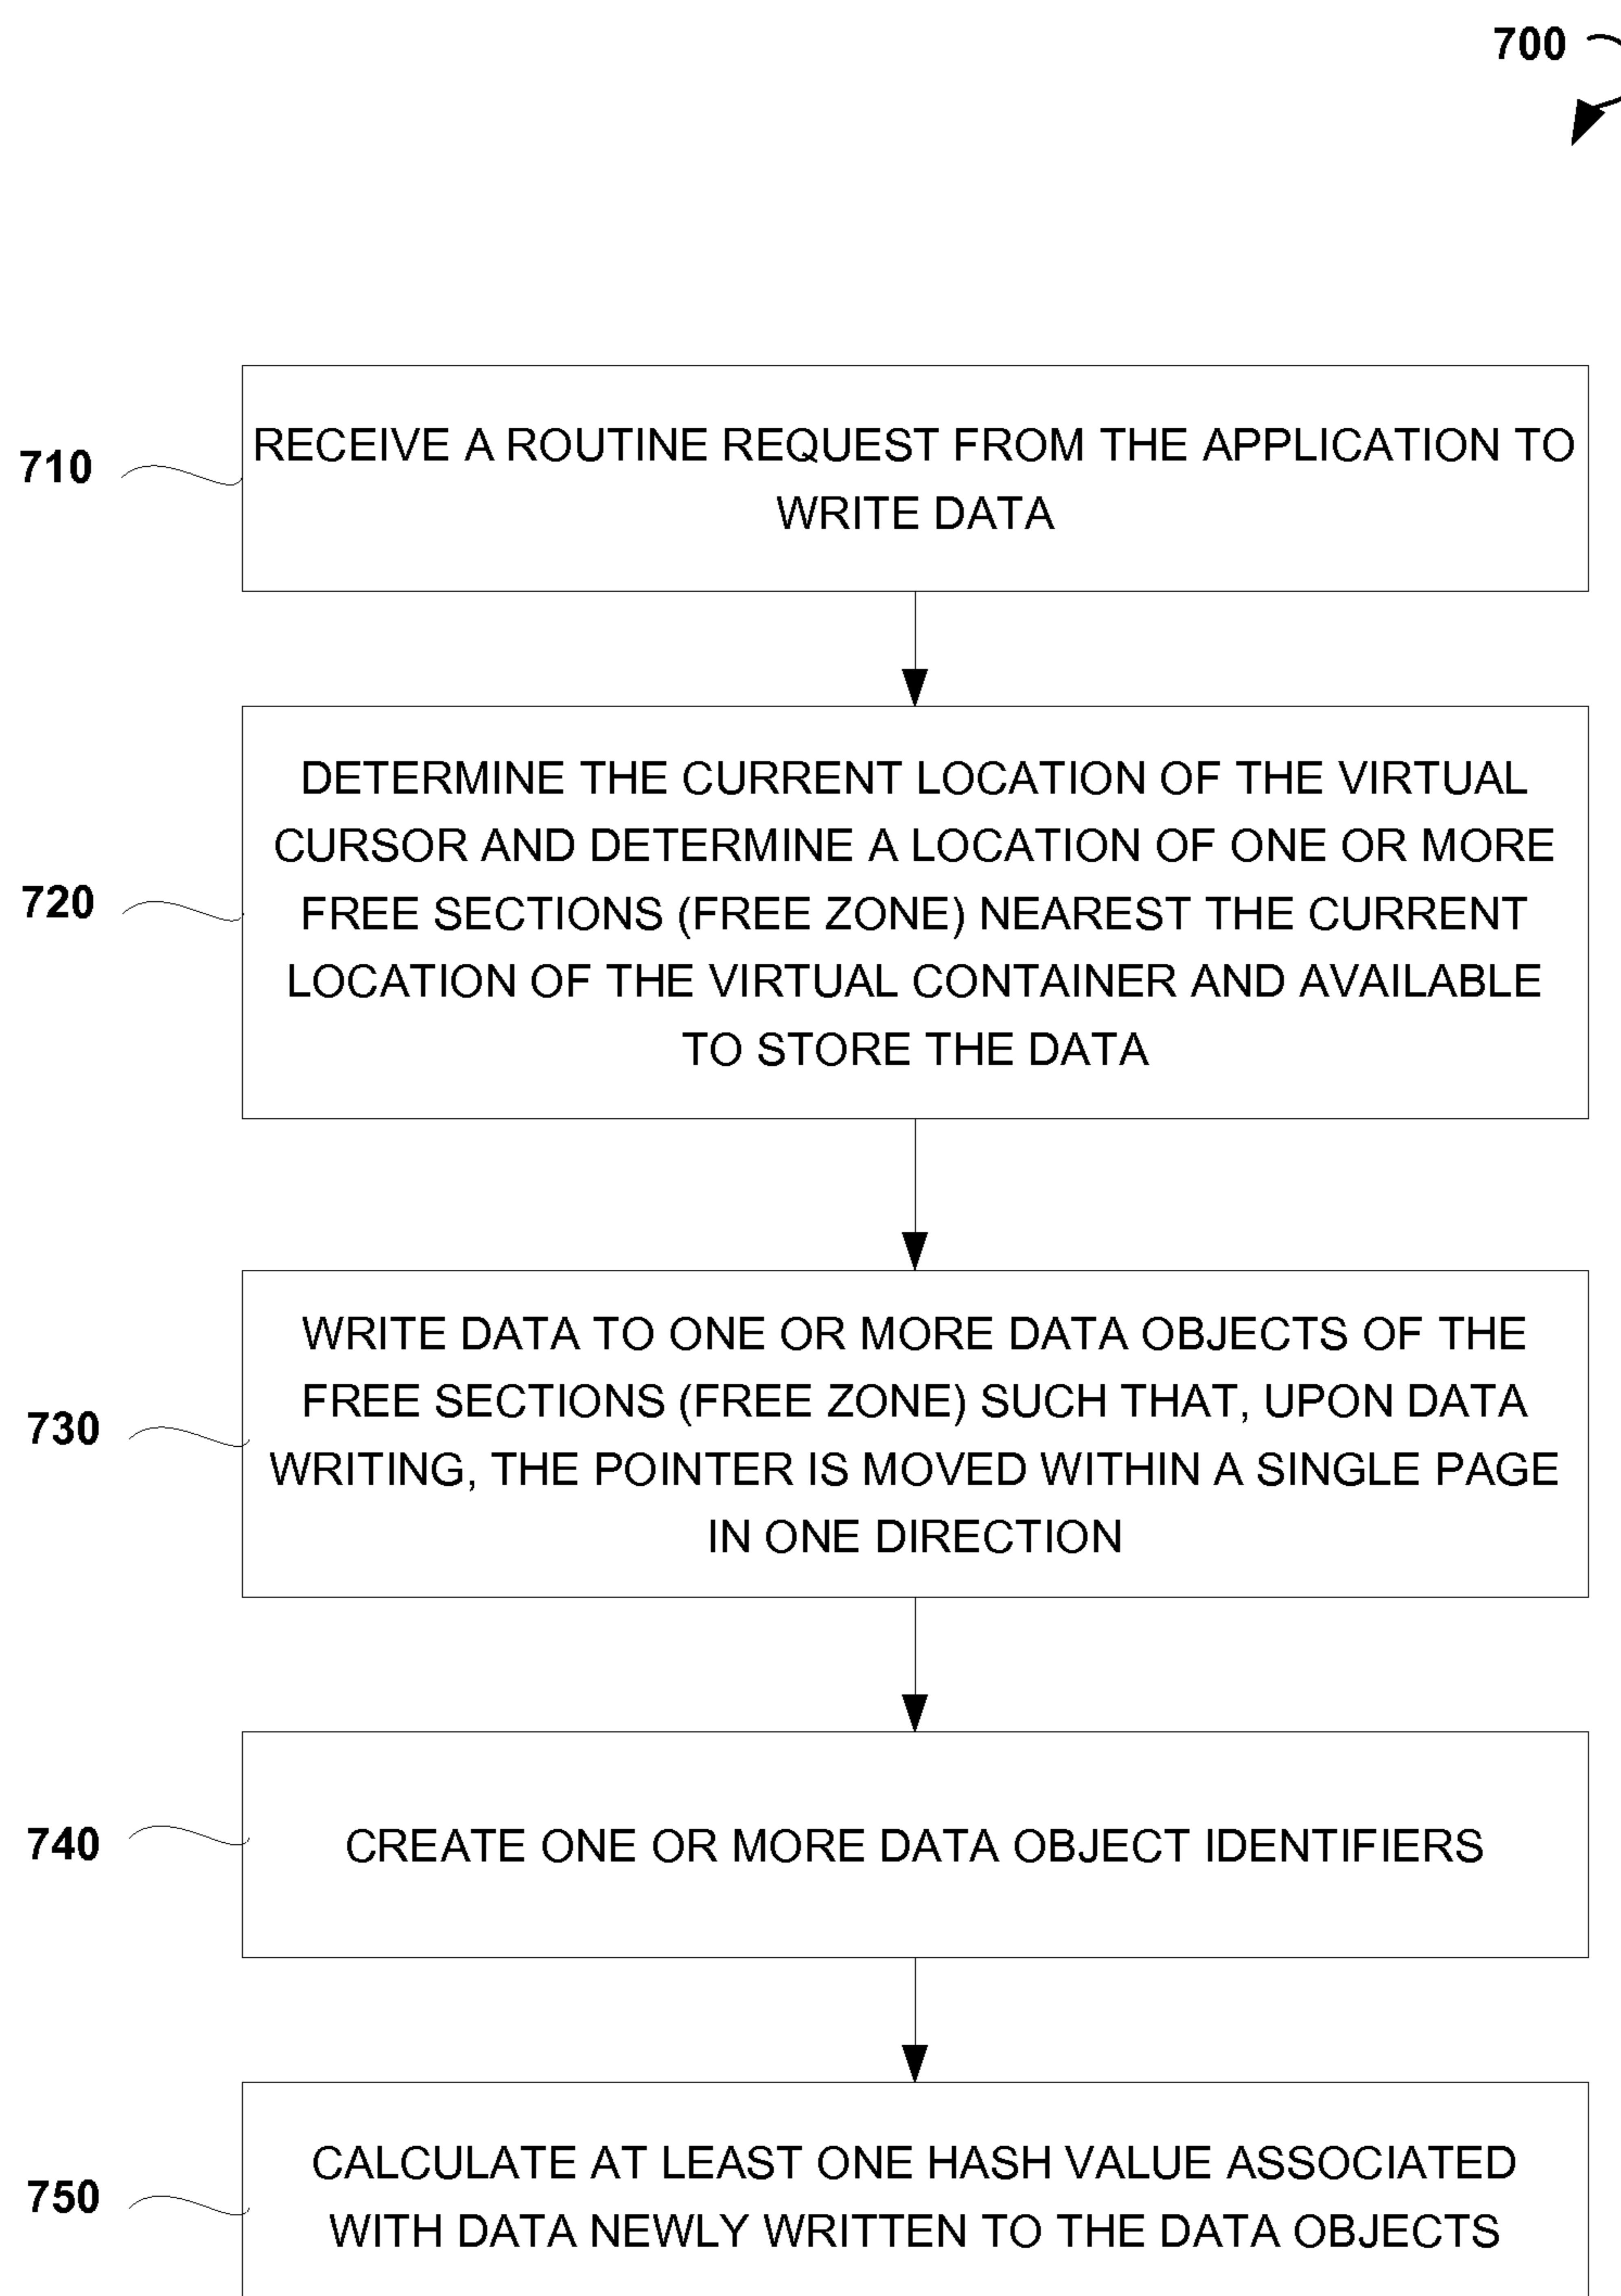 700
710
RECEIVE A ROUTINE REQUEST FROM THE APPLICATION TO
WRITE DATA
720
DETERMINE THE CURRENT LOCATION OF THE VIRTUAL
CURSOR AND DETERMINE A LOCATION OF ONE OR MORE
FREE SECTIONS (FREE ZONE) NEAREST THE CURRENT
LOCATION OF THE VIRTUAL CONTAINER AND AVAILABLE
TO STORE THE DATA
730
WRITE DATA TO ONE OR MORE DATA OBJECTS OF THE
FREE SECTIONS (FREE ZONE) SUCH THAT, UPON DATA
WRITING, THE POINTER IS MOVED WITHIN A SINGLE PAGE
IN ONE DIRECTION
740
CREATE ONE OR MORE DATA OBJECT IDENTIFIERS
750
CALCULATE AT LEAST ONE HASH VALUE ASSOCIATED
WITH DATA NEWLY WRITTEN TO THE DATA OBJECTS